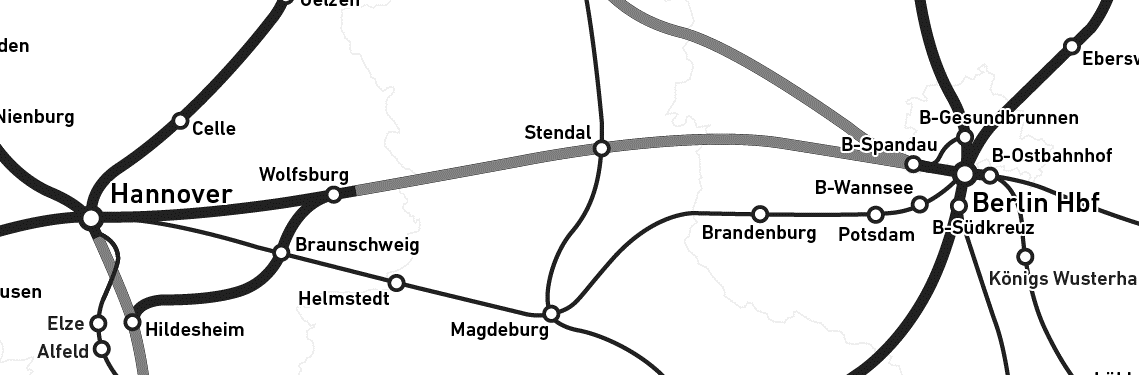 Uelzen
den
Ebersw
Nienburg
B-Gesundbrunnen
Celle
Stendal
B-Spandau
B-Ostbahnhof
Wolfsburg
B-Wannsee
Hannover
Berlin Hbf
Brandenburg
Potsdam
B-Südkreuz
Braunschweig
Königs Wusterha
usen
Helmstedt
Elze
Hildesheim
Magdeburg
Alfeld